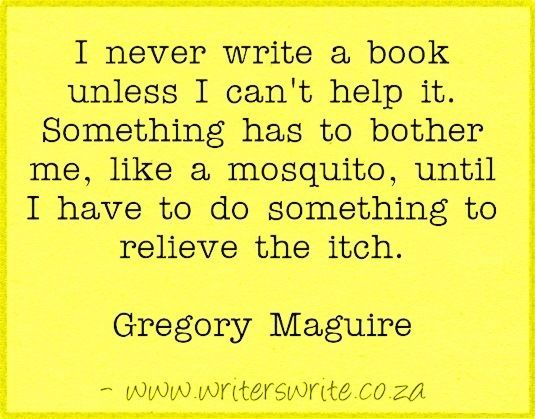 I never write a book
unless I can't help it.
Something has to bother
me, like a mosquito, until
I have to do something to
relieve the itch.
Gregory Maguire
- www.writerswrite.co.za